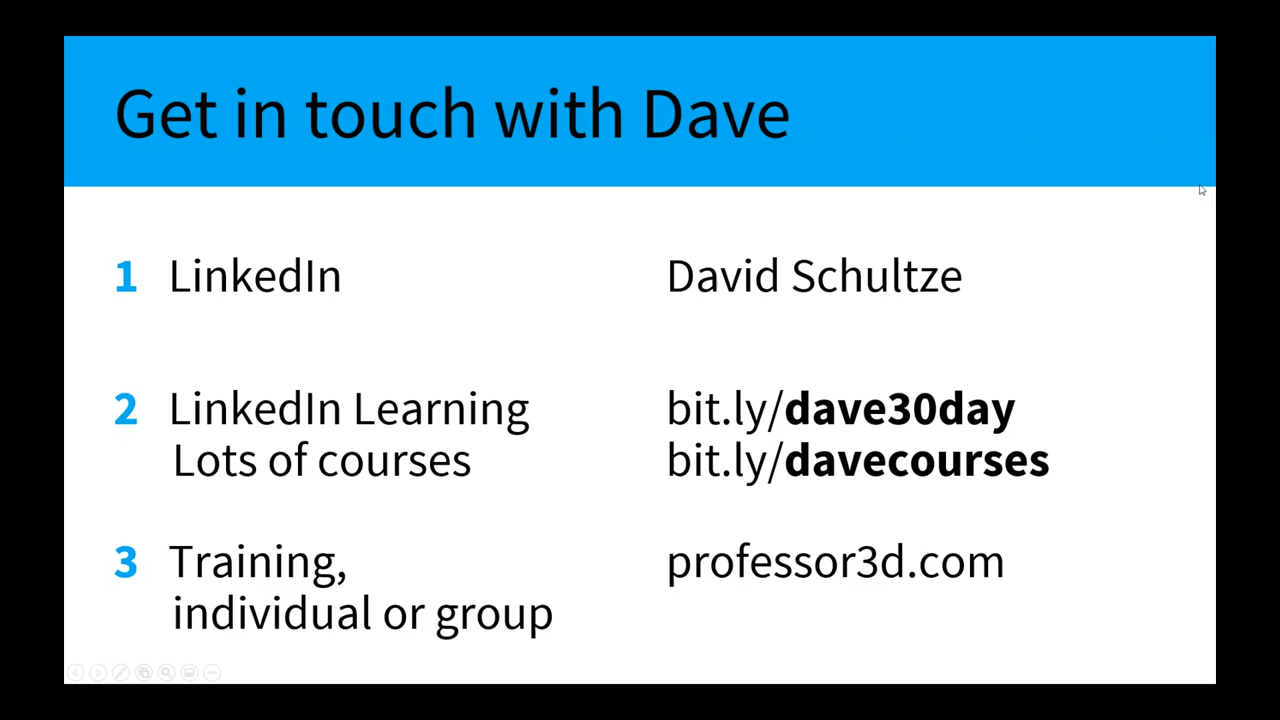 Get in touch with Dave
1 LinkedIn David Schultze
2 LinkedIn Learning bit.ly/dave30day
Lots of courses bit.ly/davecourses
3 Training, professor3d.com
individual or group